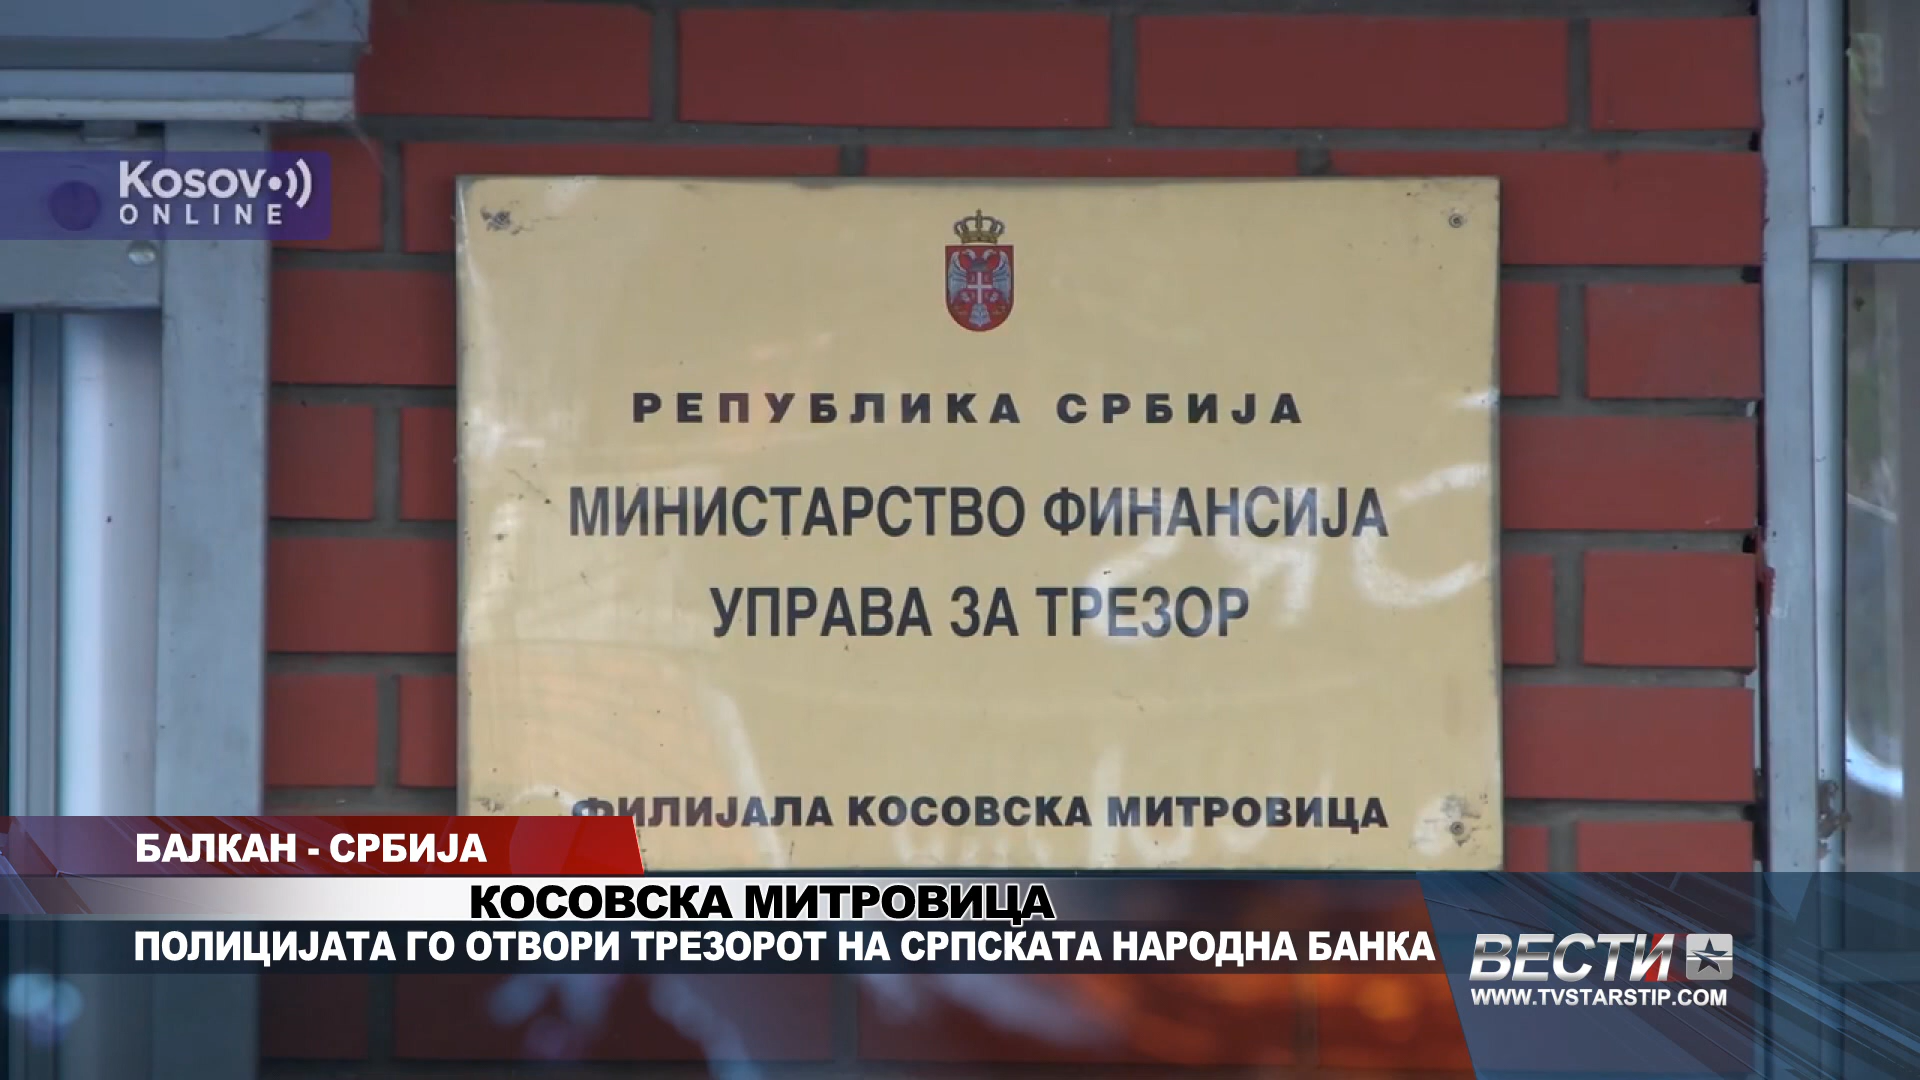 Kosovo
ONLINE
РЕПУБЛИКА СРБИЈА
МИНИСТАРСТВО ФИНАНСИЈА
УПРАВА ЗА ТРЕЗОР
ФИЛИЈАЛА КОСОВСКА МИТРОВИЦА
БАЛКАН - СРБИЈА
КОСОВСКА МИТРОВИЦА
ПОЛИЦИЈАТА ГО ОТВОРИ ТРЕЗОРОТ НА СРПСКАТА НАРОДНА БАНКА
ВЕСТИ
WWW.TVSTARSTIP.COM